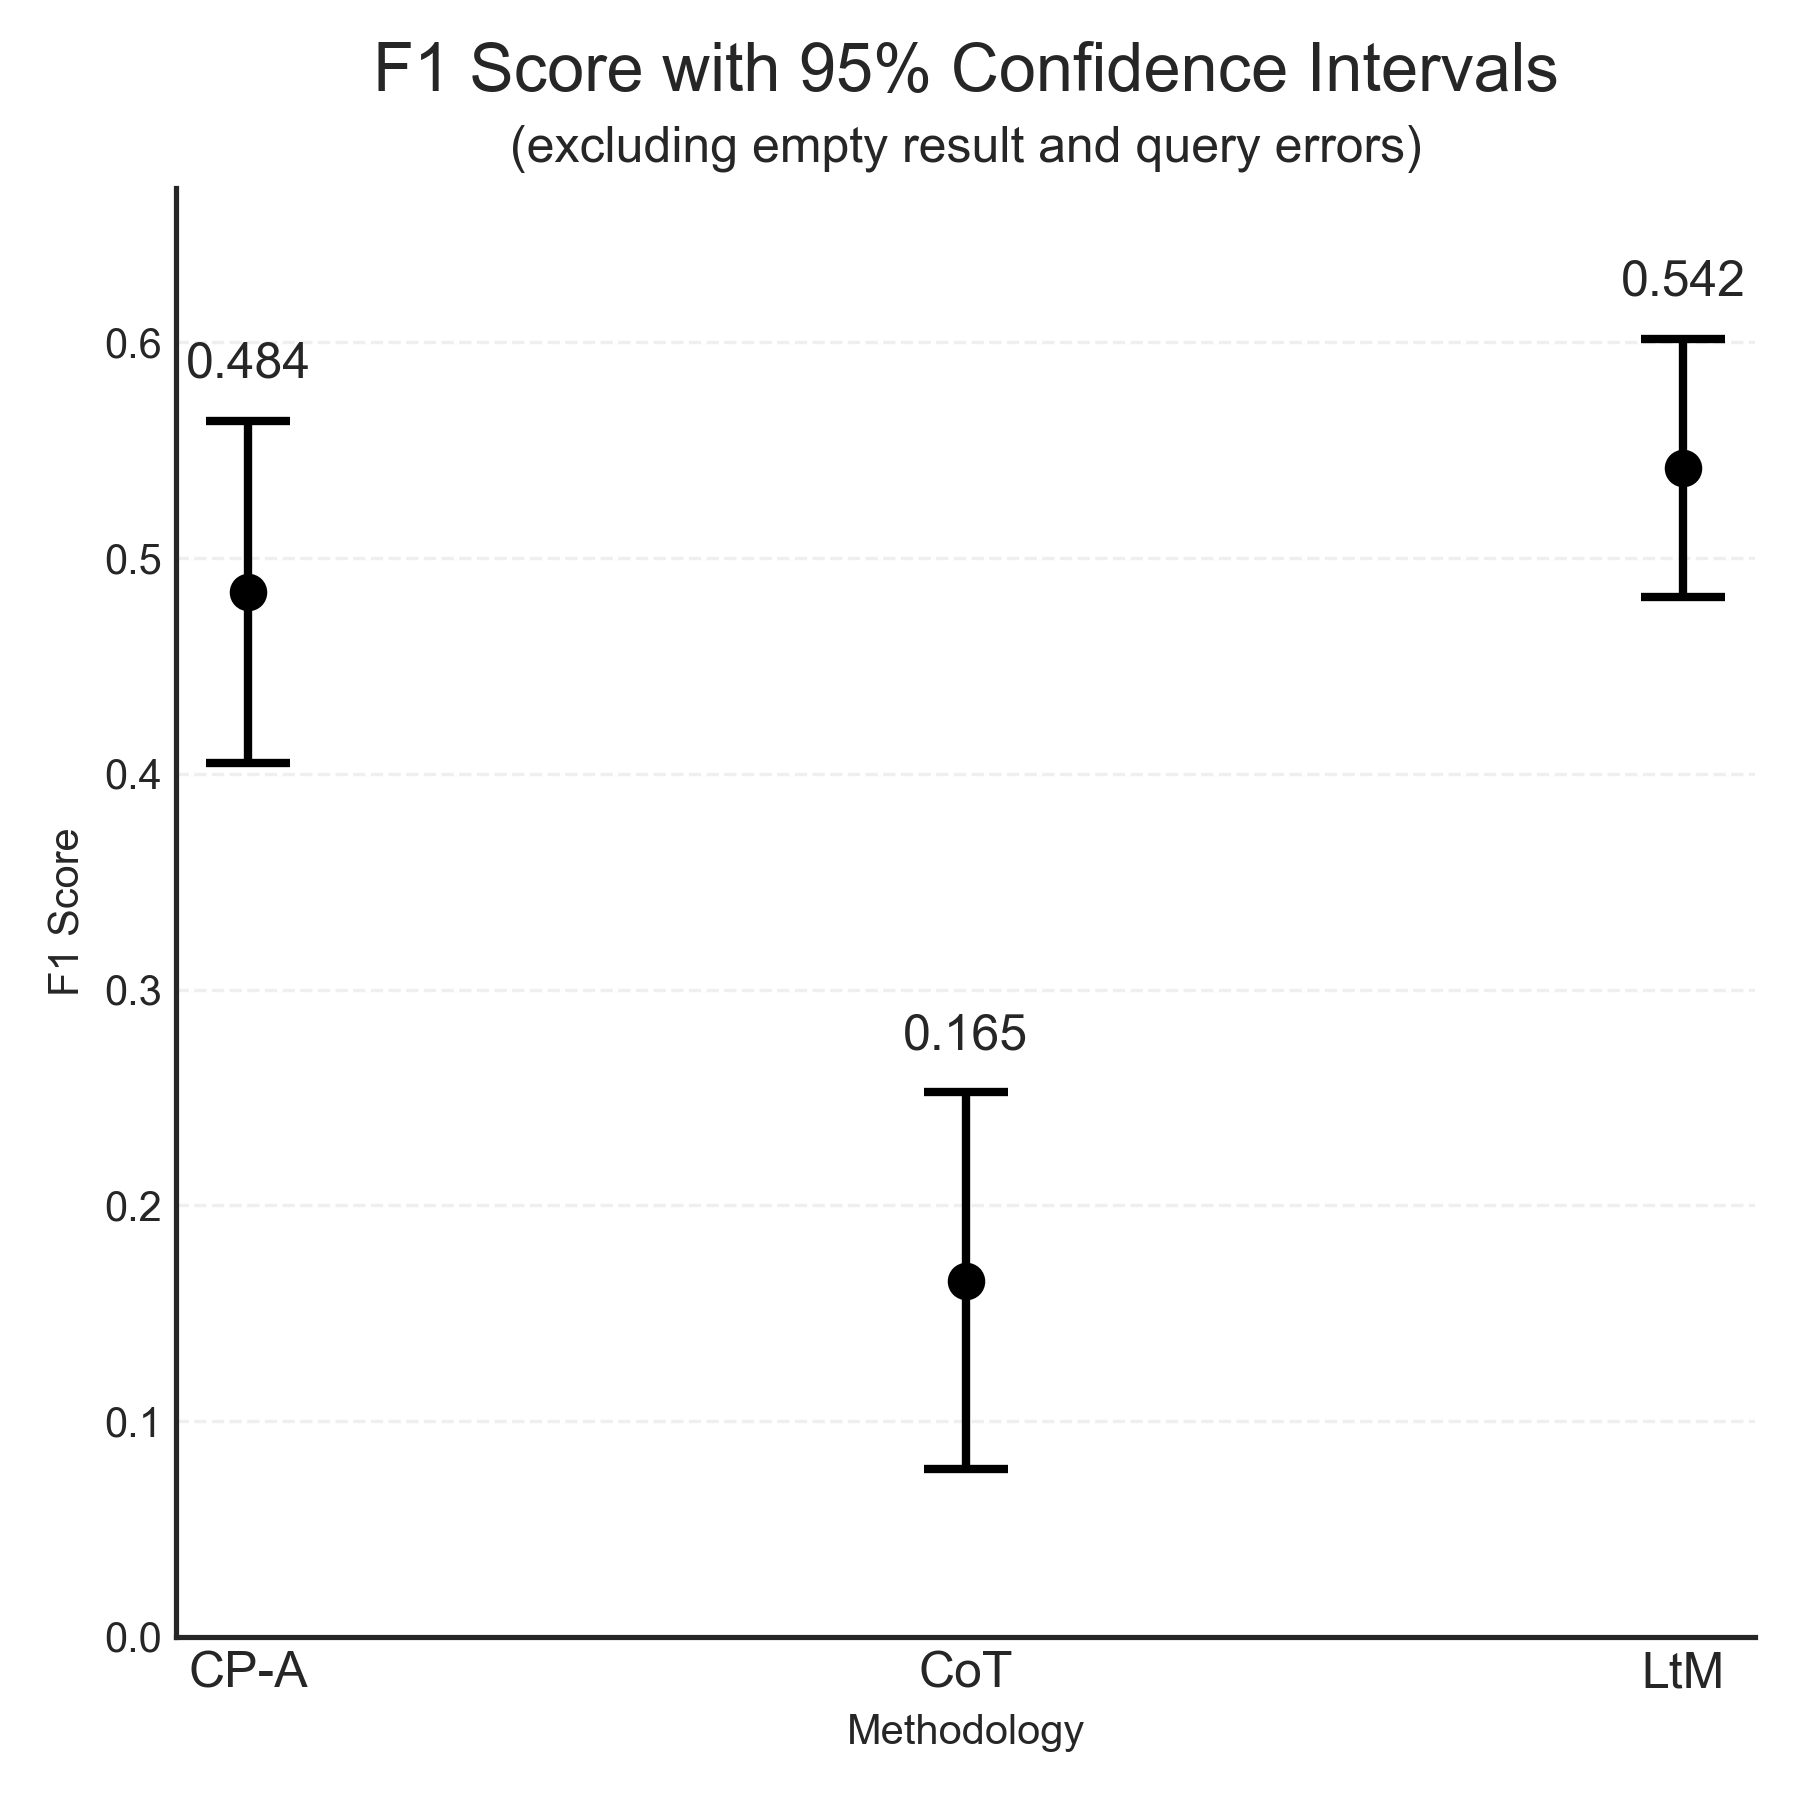 F1 Score with 95% Confidence Intervals
(excluding empty result and query errors)
0.542
0.6
0.484
0.5
0.4
F1 Score
0.3
0.165
0.2
0.1
0.0
CP-A
CoT
LtM
Methodology